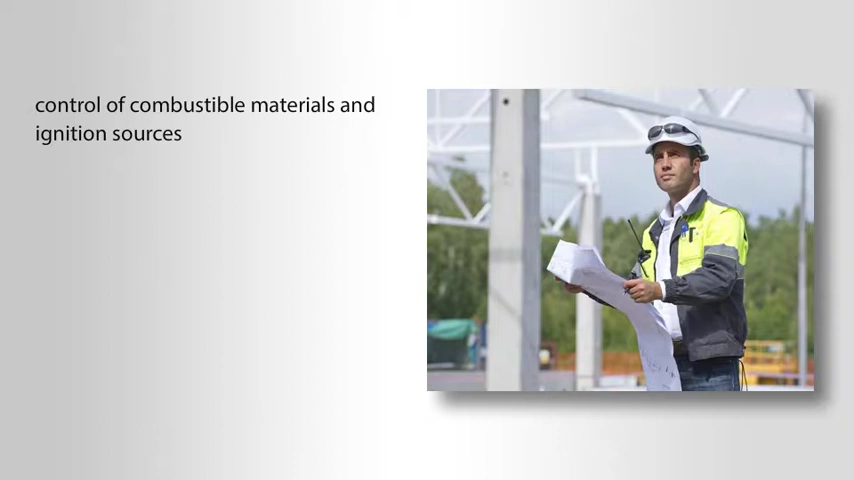 control of combustible materials and
ignition sources